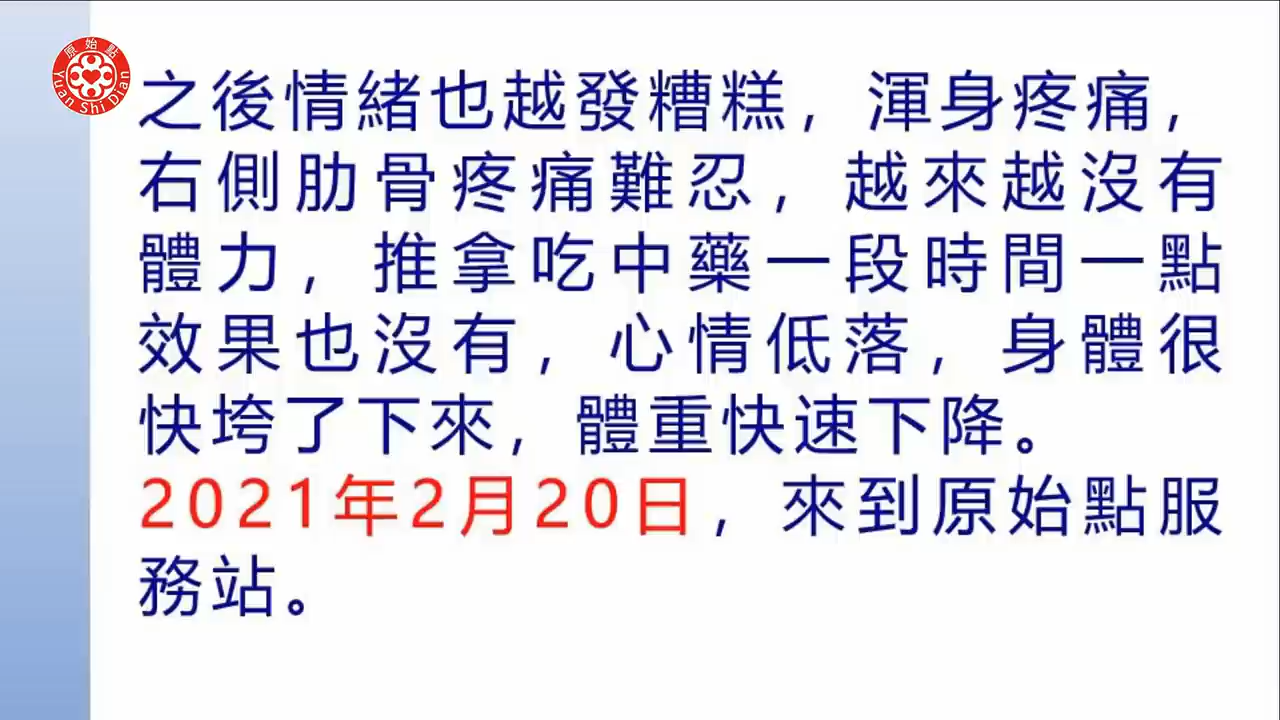 原始點
Yuan Shi Dian
之後情緒也越發糟糕，渾身疼痛，
右側肋骨疼痛難忍，越來越沒有
體力，推拿吃中藥一段時間一點
效果也沒有，心情低落，身體很
快垮了下來，體重快速下降。
2021年2月20日，來到原始點服
務站。